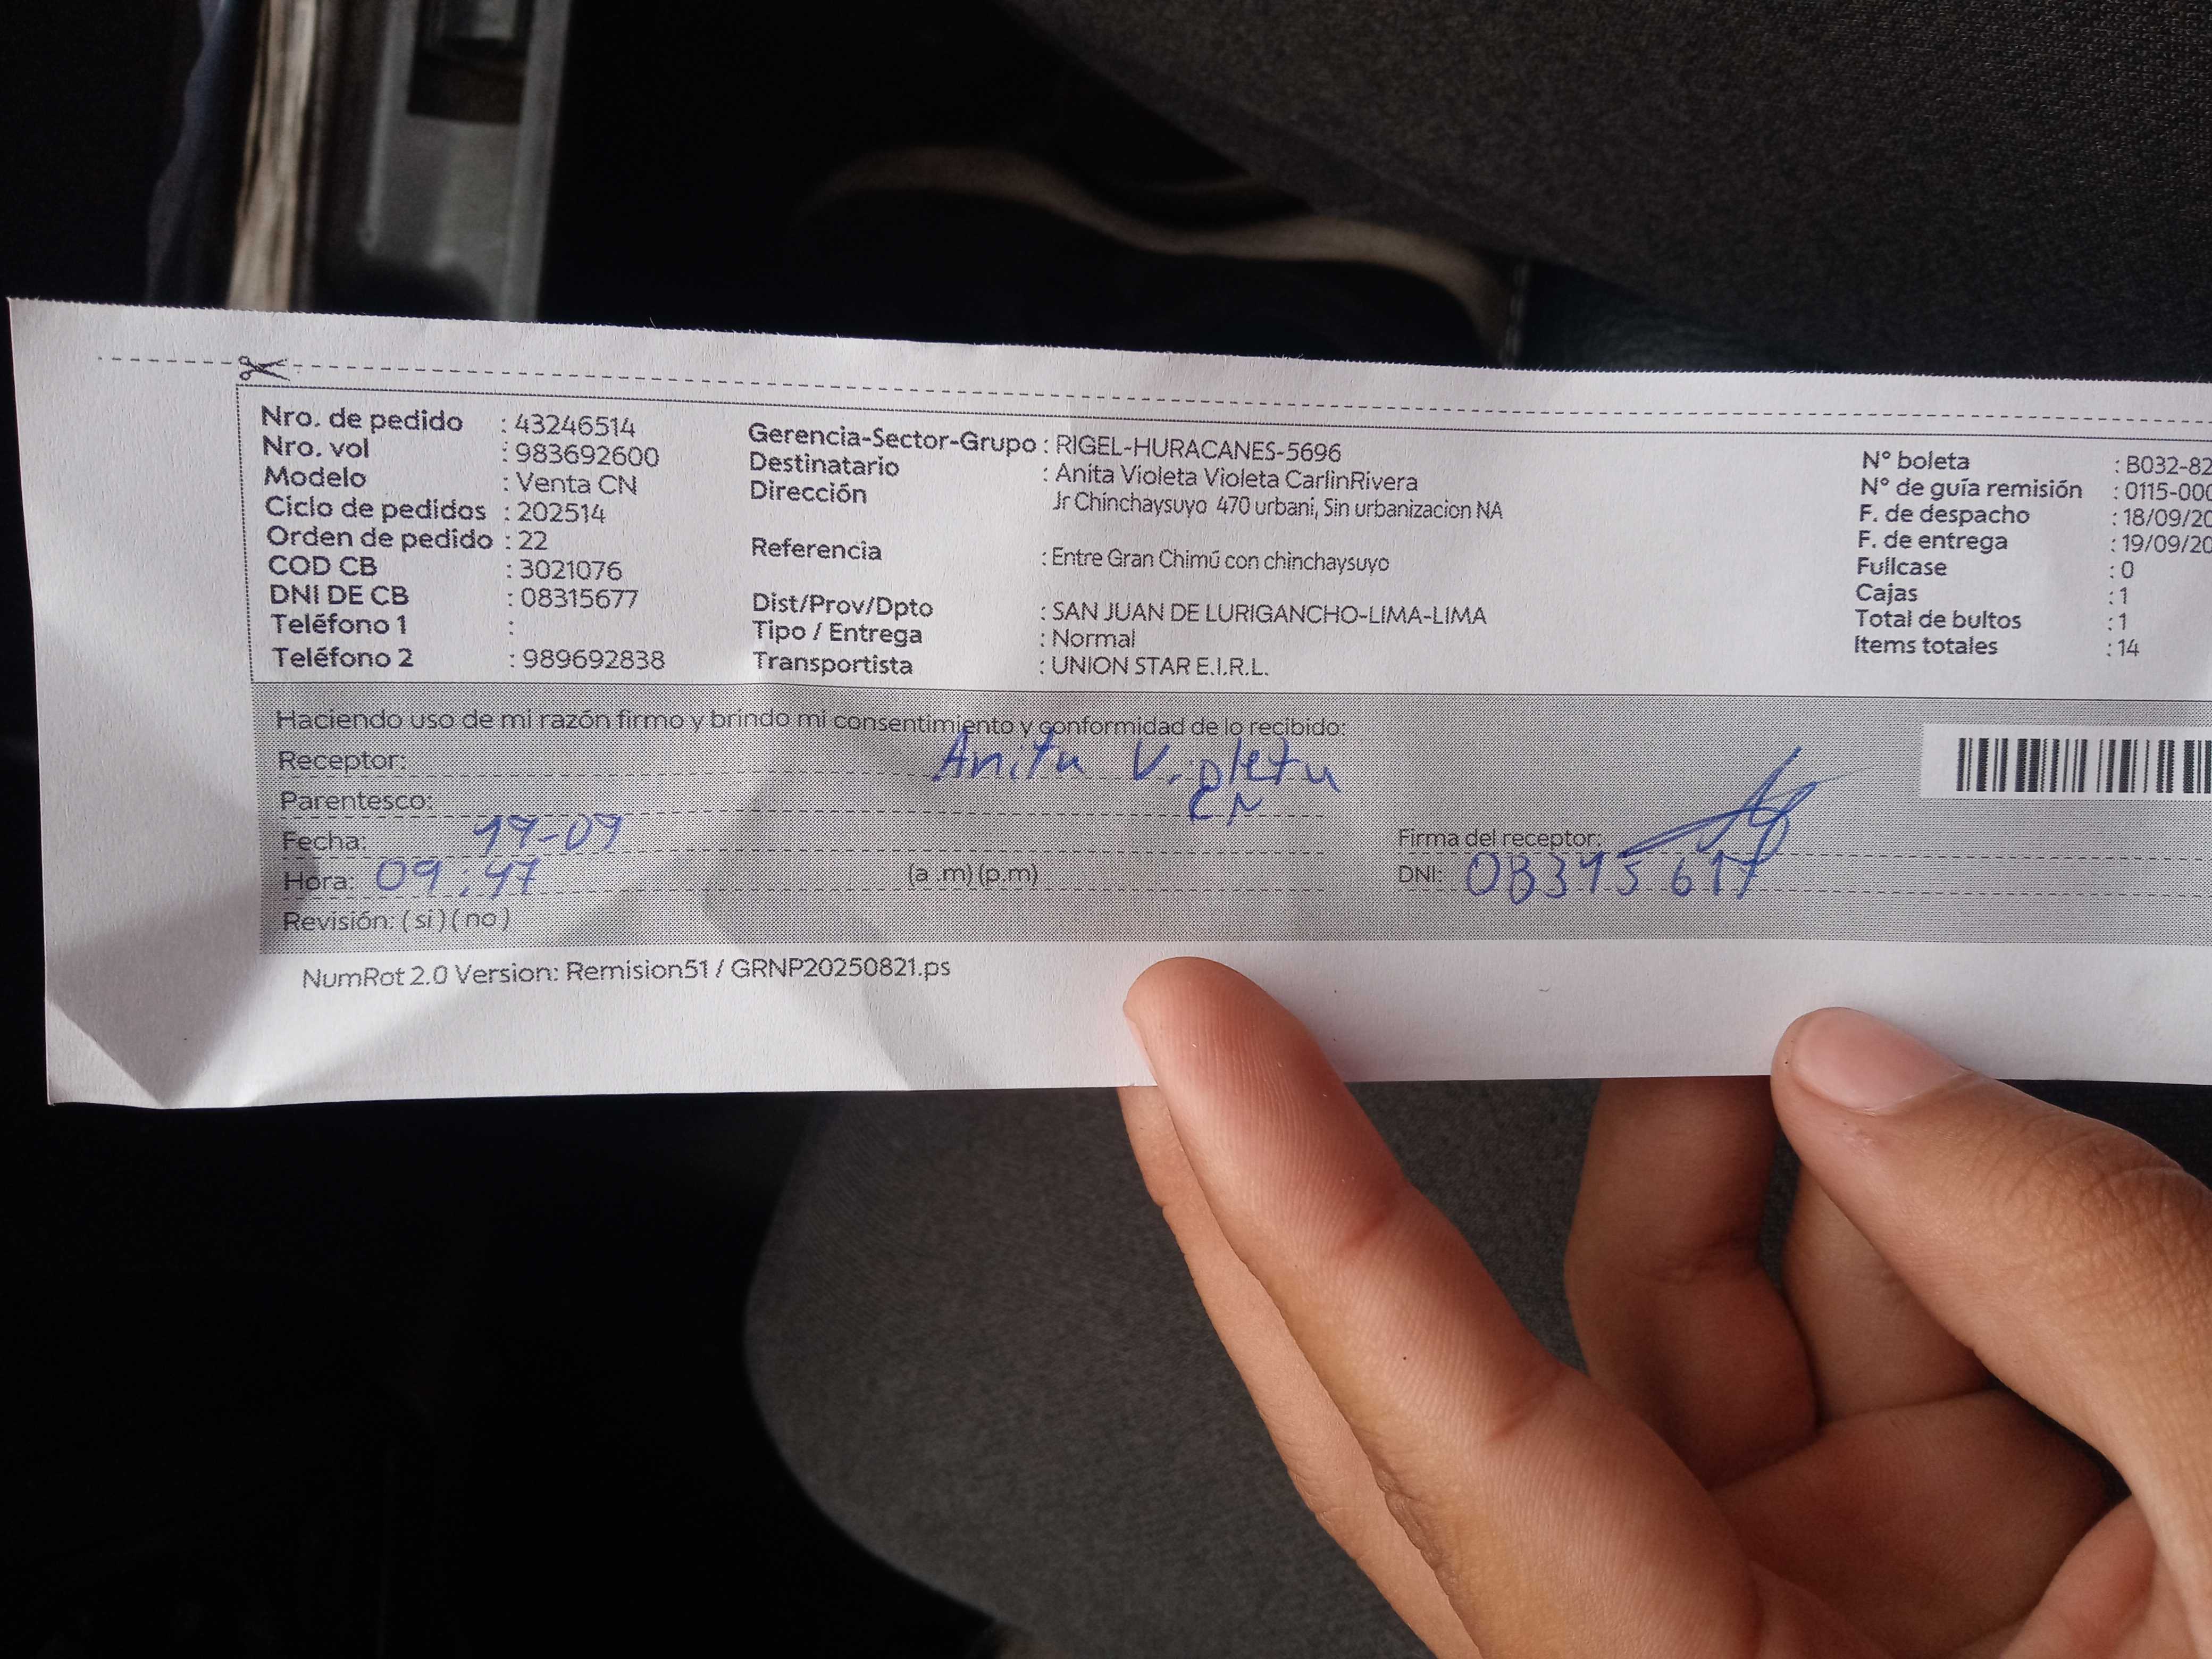 Nro. de pedido : 43246514
Nro. vol : 983692600
Modelo : Venta CN
Ciclo de pedidos : 202514
Orden de pedido : 22
COD CB : 3021076
DNI DE CB : 08315677
Teléfono 1 :
Teléfono 2 : 989692838
Gerencia-Sector-Grupo : RIGEL-HURACANES-5696
Destinatario : Anita Violeta Violeta CarlinRivera
Dirección Jr Chinchaysuyo 470 urbani, Sin urbanizacion NA
Referencia : Entre Gran Chimú con chinchaysuyo
Dist/Prov/Dpto : SAN JUAN DE LURIGANCHO-LIMA-LIMA
Tipo / Entrega : Normal
Transportista : UNION STAR E.I.R.L.
N° boleta : B032-82
N° de guía remisión : 0115-000
F. de despacho : 18/09/20
F. de entrega : 19/09/20
Fullcase : 0
Cajas : 1
Total de bultos : 1
Items totales : 14
Haciendo uso de mi razón firmo y brindo mi consentimiento y conformidad de lo recibido:
Receptor: Anita Violeta
Parentesco:
Fecha: 19-09
Hora: 09:47 (a .m) (p.m)
Revisión: ( si ) ( no )
Firma del receptor:
DNI:
NumRot 2.0 Version: Remision51 / GRNP20250821.ps